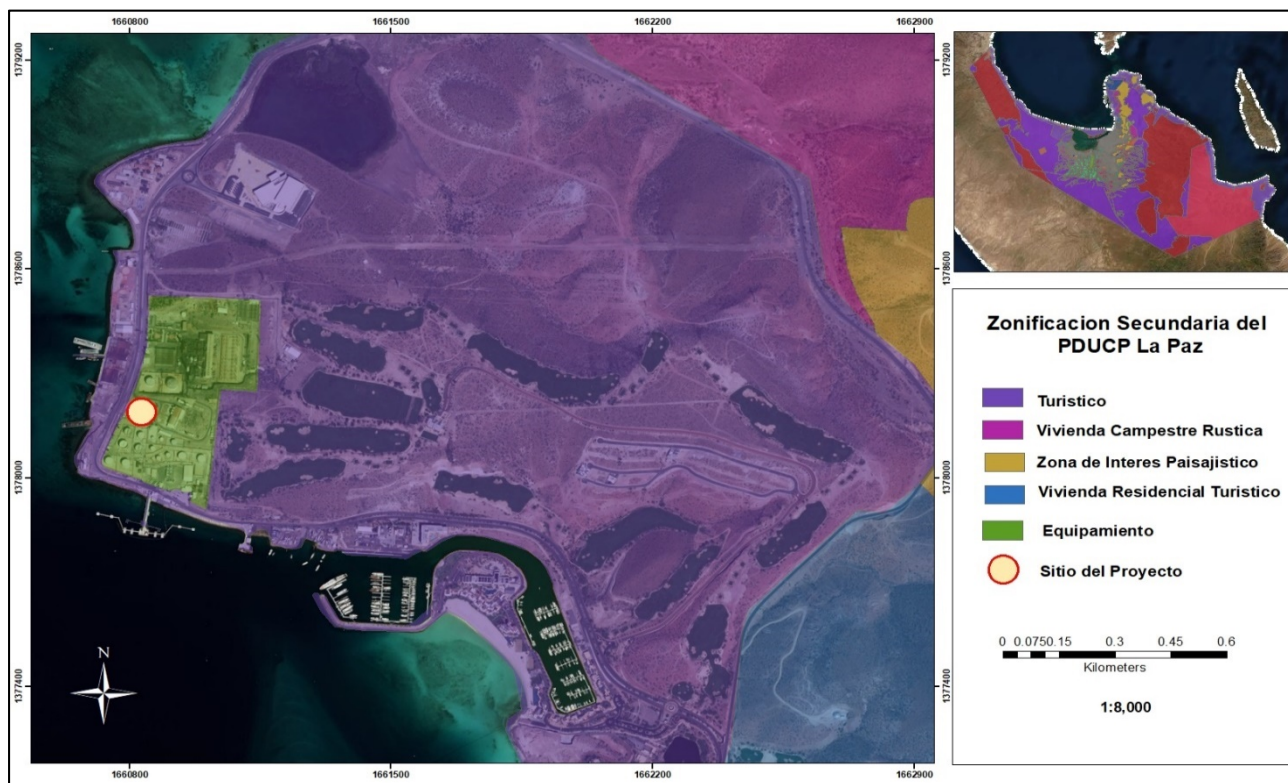 1660800 1661500 1662200 1662900
1379200
1378600
1378000
1377400
1379200
1378600
1378000
1377400
N
1660800 1661500 1662200 1662900
Zonificacion Secundaria del
PDUCP La Paz
Turistico
Vivienda Campestre Rustica
Zona de Interes Paisajistico
Vivienda Residencial Turistico
Equipamiento
Sitio del Proyecto
0 0.0750.15 0.3 0.45 0.6
Kilometers
1:8,000